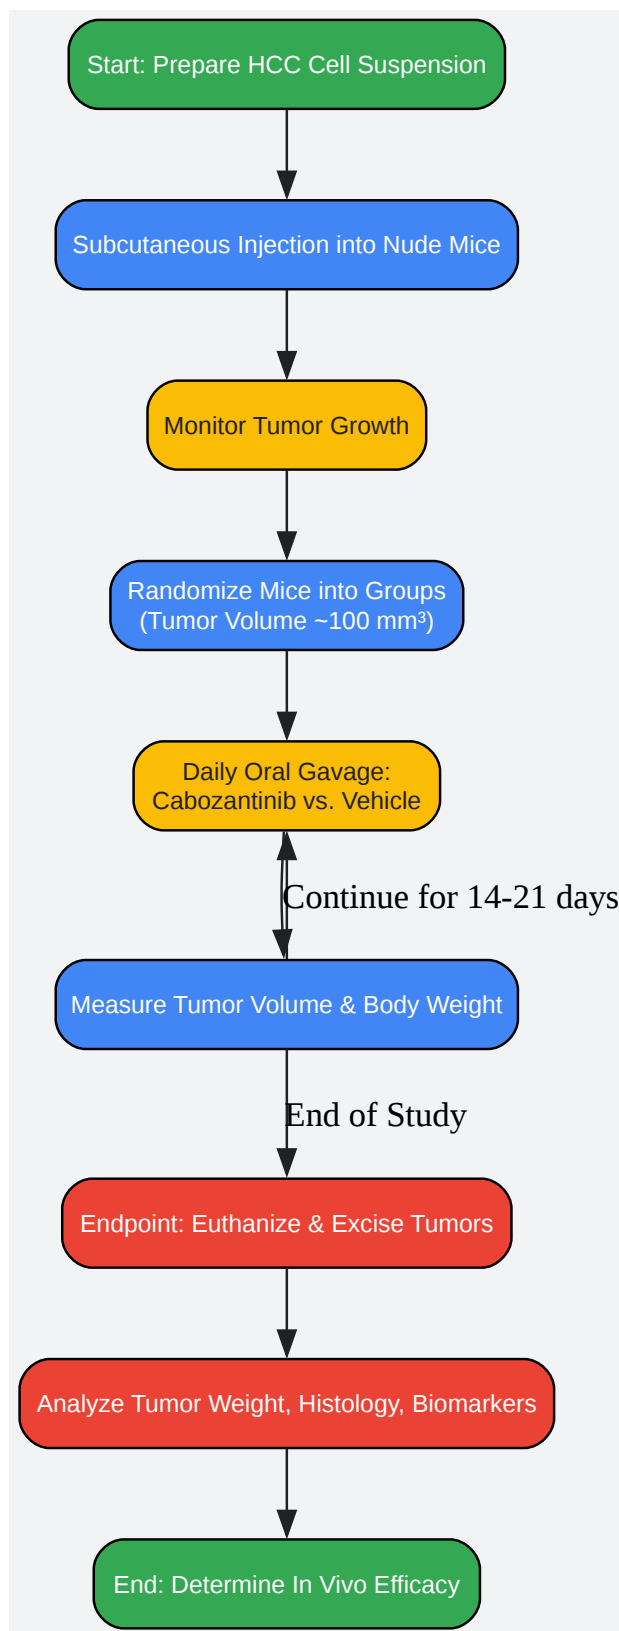 Start: Prepare HCC Cell Suspension
Subcutaneous Injection into Nude Mice
Monitor Tumor Growth
Randomize Mice into Groups
(Tumor Volume ~100 mm³)
Daily Oral Gavage:
Cabozantinib vs. Vehicle
Continue for 14-21 days
Measure Tumor Volume & Body Weight
End of Study
Endpoint: Euthanize & Excise Tumors
Analyze Tumor Weight, Histology, Biomarkers
End: Determine In Vivo Efficacy